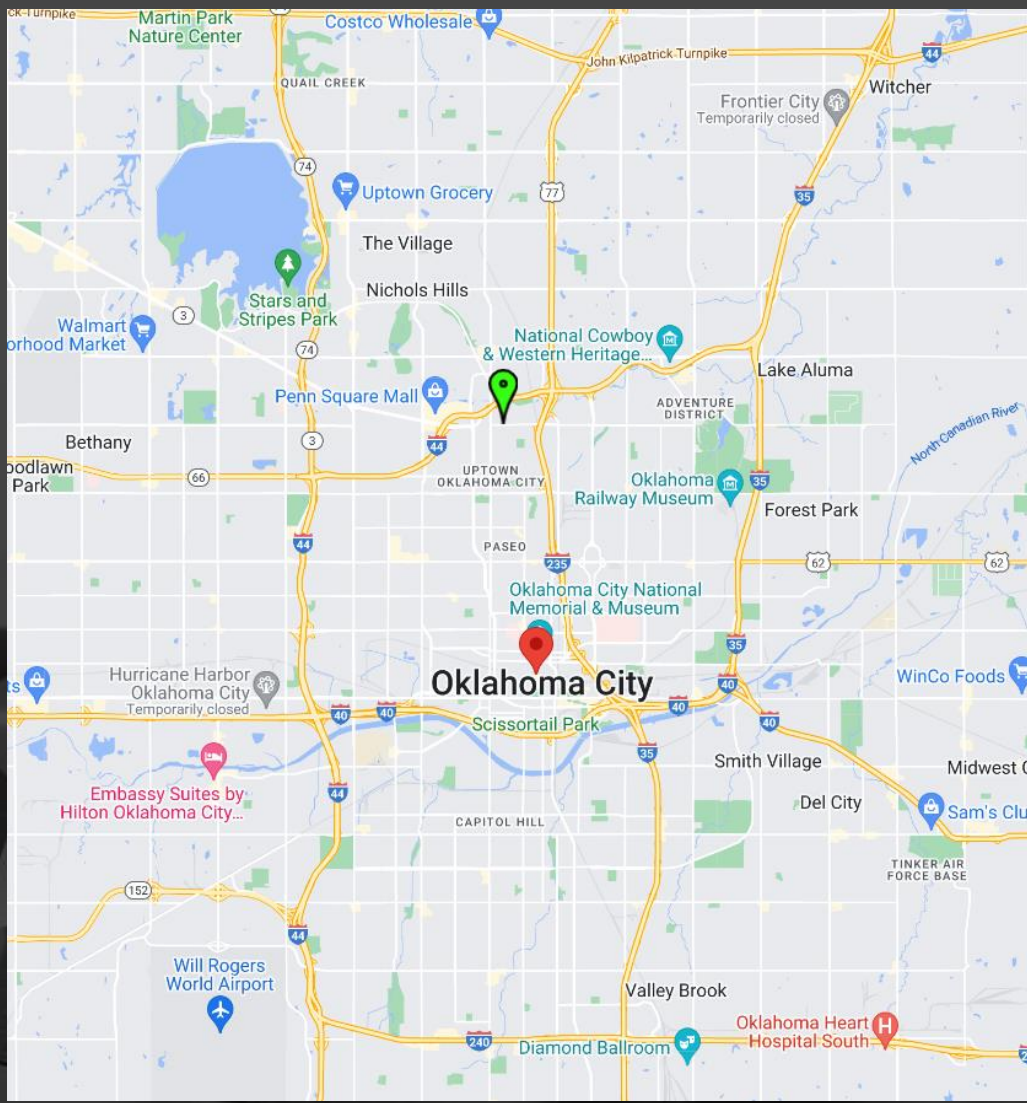 ck Turnpike
Martin Park
Nature Center
Costco Wholesale
John Kilpatrick Turnpike
44
QUAIL CREEK
Witcher
Frontier City
Temporarily closed
74
77
35
Uptown Grocery
The Village
Nichols Hills
Stars and
Stripes Park
3
Walmart
orhood Market
74
National Cowboy
& Western Heritage...
Lake Aluma
Penn Square Mall
ADVENTURE
DISTRICT
North Canadian River
Bethany
3
44
oodlawn
Park
66
UPTOWN
OKLAHOMA CITY
Oklahoma
Railway Museum
35
Forest Park
44
PASEO
235
62
62
Oklahoma City National
Memorial & Museum
35
Hurricane Harbor
Oklahoma City
Temporarily closed
ts
Oklahoma City
40
WinCo Foods
40
40
40
40
Scissortail Park
35
Smith Village
Midwest C
44
Embassy Suites by
Hilton Oklahoma City...
Del City
Sam's Clu
CAPITOL HILL
TINKER AIR
FORCE BASE
152
44
Will Rogers
World Airport
Valley Brook
Oklahoma Heart
Hospital South
H
240
Diamond Ballroom